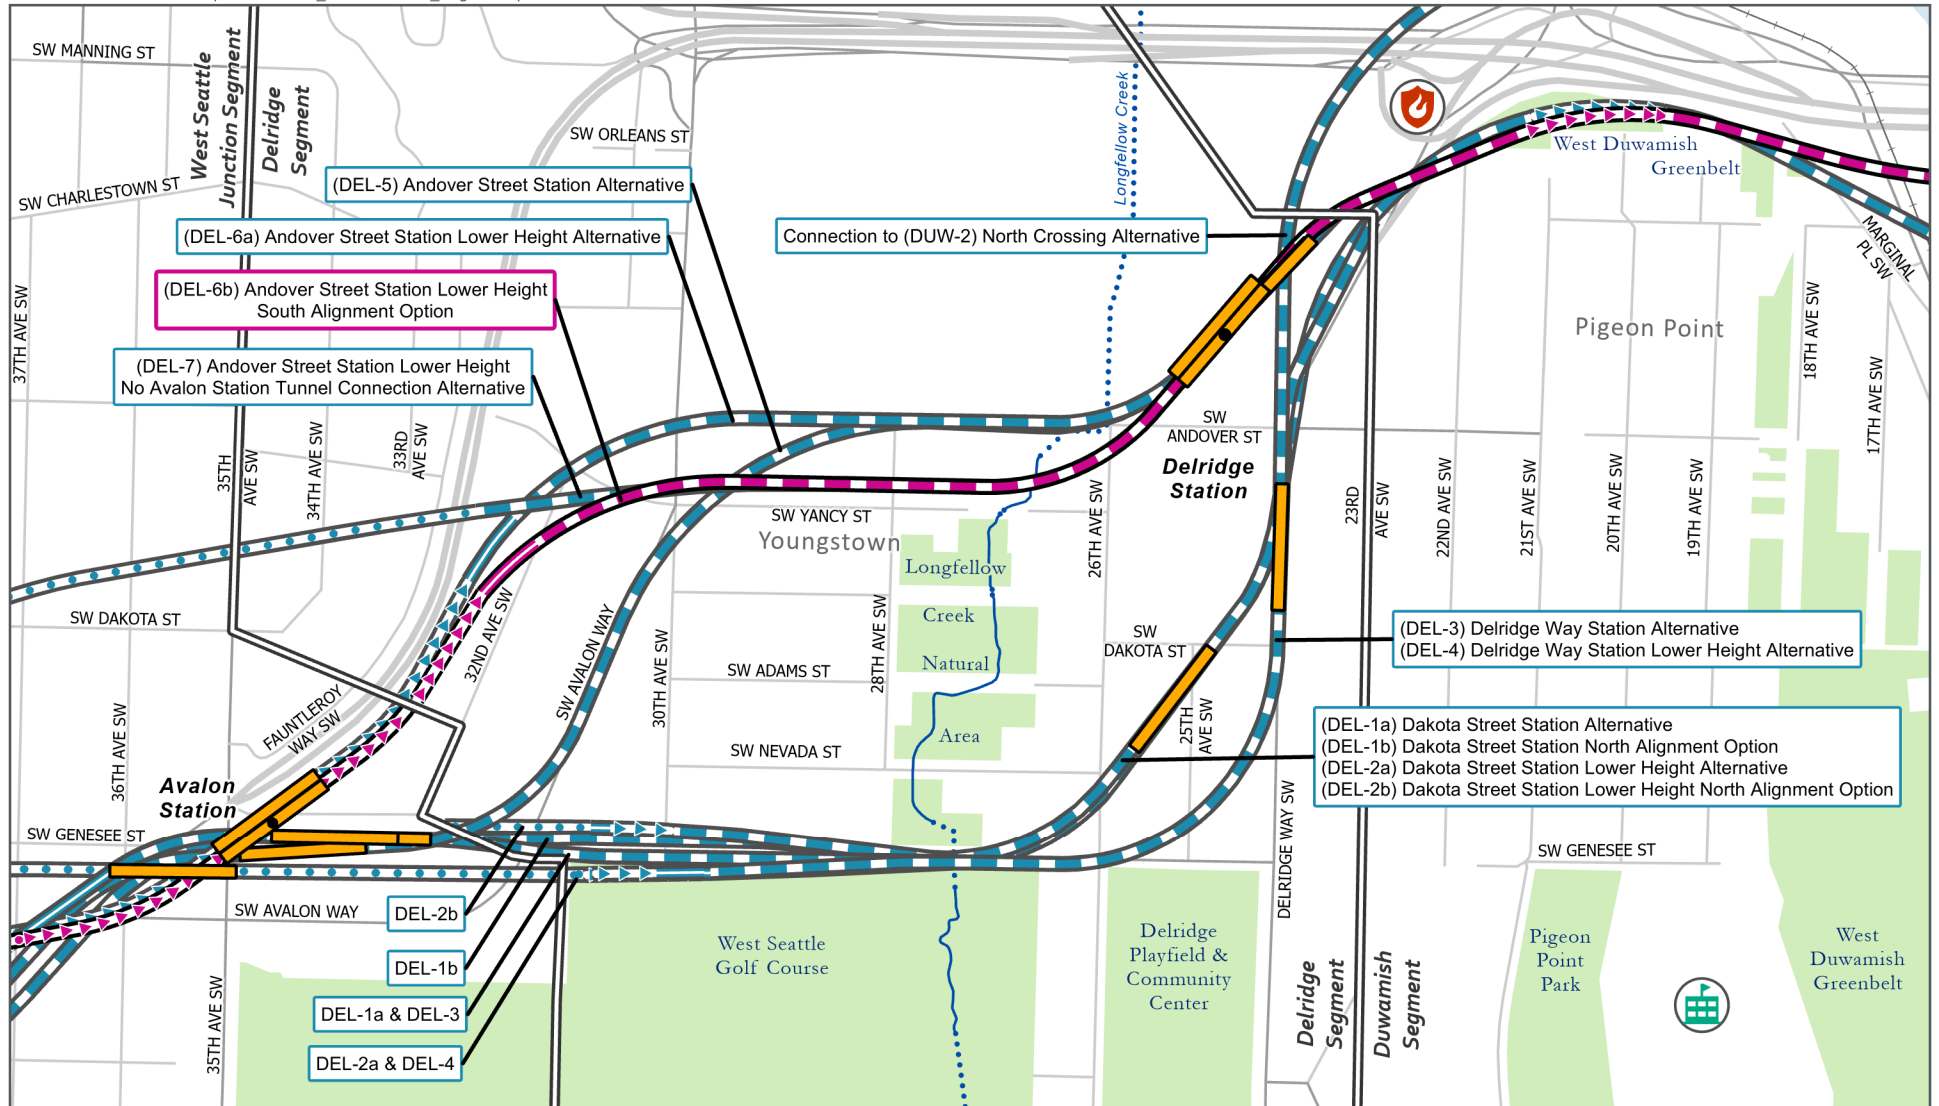 SW MANNING ST
West Seattle
Junction Segment
Delridge
Segment
SW ORLEANS ST
Longfellow Creek
SW CHARLESTOWN ST
(DEL-5) Andover Street Station Alternative
(DEL-6a) Andover Street Station Lower Height Alternative
(DEL-6b) Andover Street Station Lower Height
South Alignment Option
(DEL-7) Andover Street Station Lower Height
No Avalon Station Tunnel Connection Alternative
Connection to (DUW-2) North Crossing Alternative
West Duwamish
Greenbelt
MARGINAL
PL SW
Pigeon Point
37TH AVE SW
35TH
AVE SW
34TH AVE SW
33RD
AVE SW
SW
ANDOVER ST
Delridge
Station
26TH AVE SW
23RD
AVE SW
22ND AVE SW
21ST AVE SW
20TH AVE SW
19TH AVE SW
18TH AVE SW
17TH AVE SW
SW YANCY ST
Youngstown
Longfellow
Creek
Natural
Area
SW DAKOTA ST
32ND AVE SW
SW AVALON WAY
30TH AVE SW
28TH AVE SW
SW ADAMS ST
SW NEVADA ST
SW
DAKOTA ST
25TH
AVE SW
(DEL-3) Delridge Way Station Alternative
(DEL-4) Delridge Way Station Lower Height Alternative
(DEL-1a) Dakota Street Station Alternative
(DEL-1b) Dakota Street Station North Alignment Option
(DEL-2a) Dakota Street Station Lower Height Alternative
(DEL-2b) Dakota Street Station Lower Height North Alignment Option
FAUNTLEROY
WAY SW
36TH AVE SW
Avalon
Station
SW GENESEE ST
SW AVALON WAY
35TH AVE SW
DEL-2b
DEL-1b
DEL-1a & DEL-3
DEL-2a & DEL-4
West Seattle
Golf Course
Delridge
Playfield &
Community
Center
DELRIDGE WAY SW
SW GENESEE ST
Delridge
Segment
Duwamish
Segment
Pigeon
Point
Park
West
Duwamish
Greenbelt